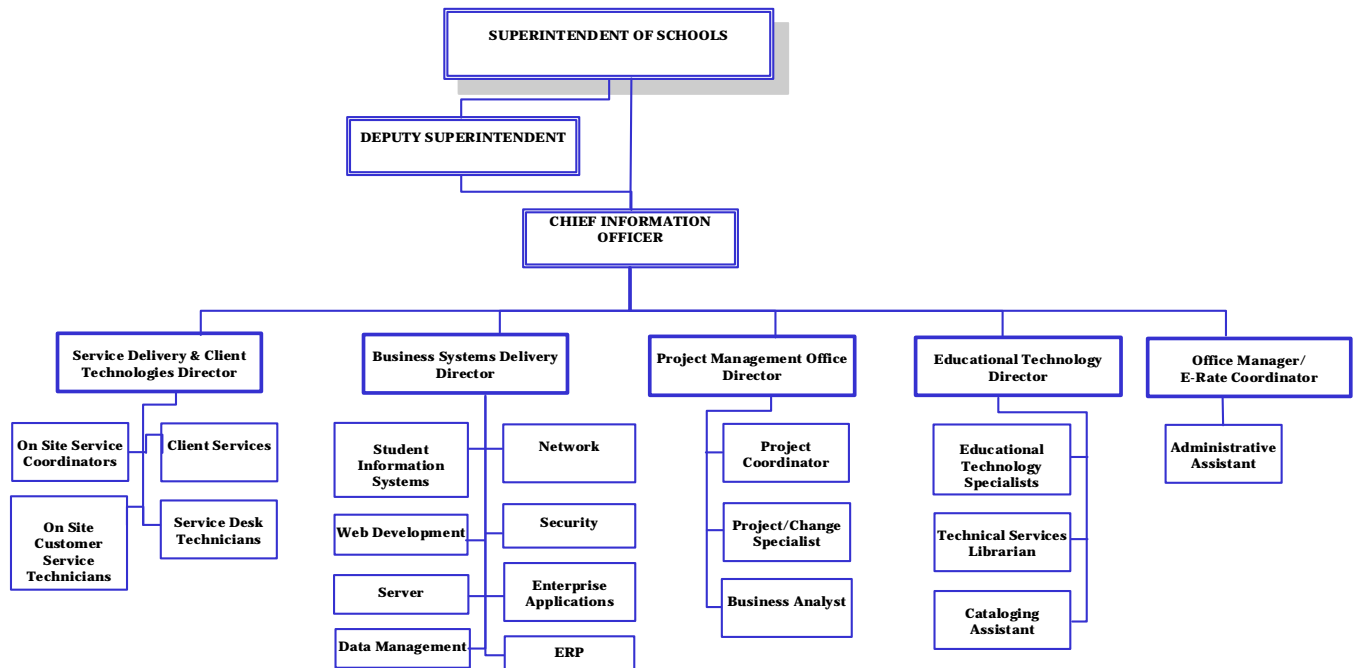 SUPERINTENDENT OF SCHOOLS
DEPUTY SUPERINTENDENT
CHIEF INFORMATION
OFFICER
Service Delivery & Client
Technologies Director
Business Systems Delivery
Director
Project Management Office
Director
Educational Technology
Director
Office Manager/
E-Rate Coordinator
On Site Service
Coordinators
Client Services
On Site
Customer
Service
Technicians
Service Desk
Technicians
Student
Information
Systems
Network
Web Development
Security
Server
Enterprise
Applications
Data Management
ERP
Project
Coordinator
Project/Change
Specialist
Business Analyst
Educational
Technology
Specialists
Technical Services
Librarian
Cataloging
Assistant
Administrative
Assistant